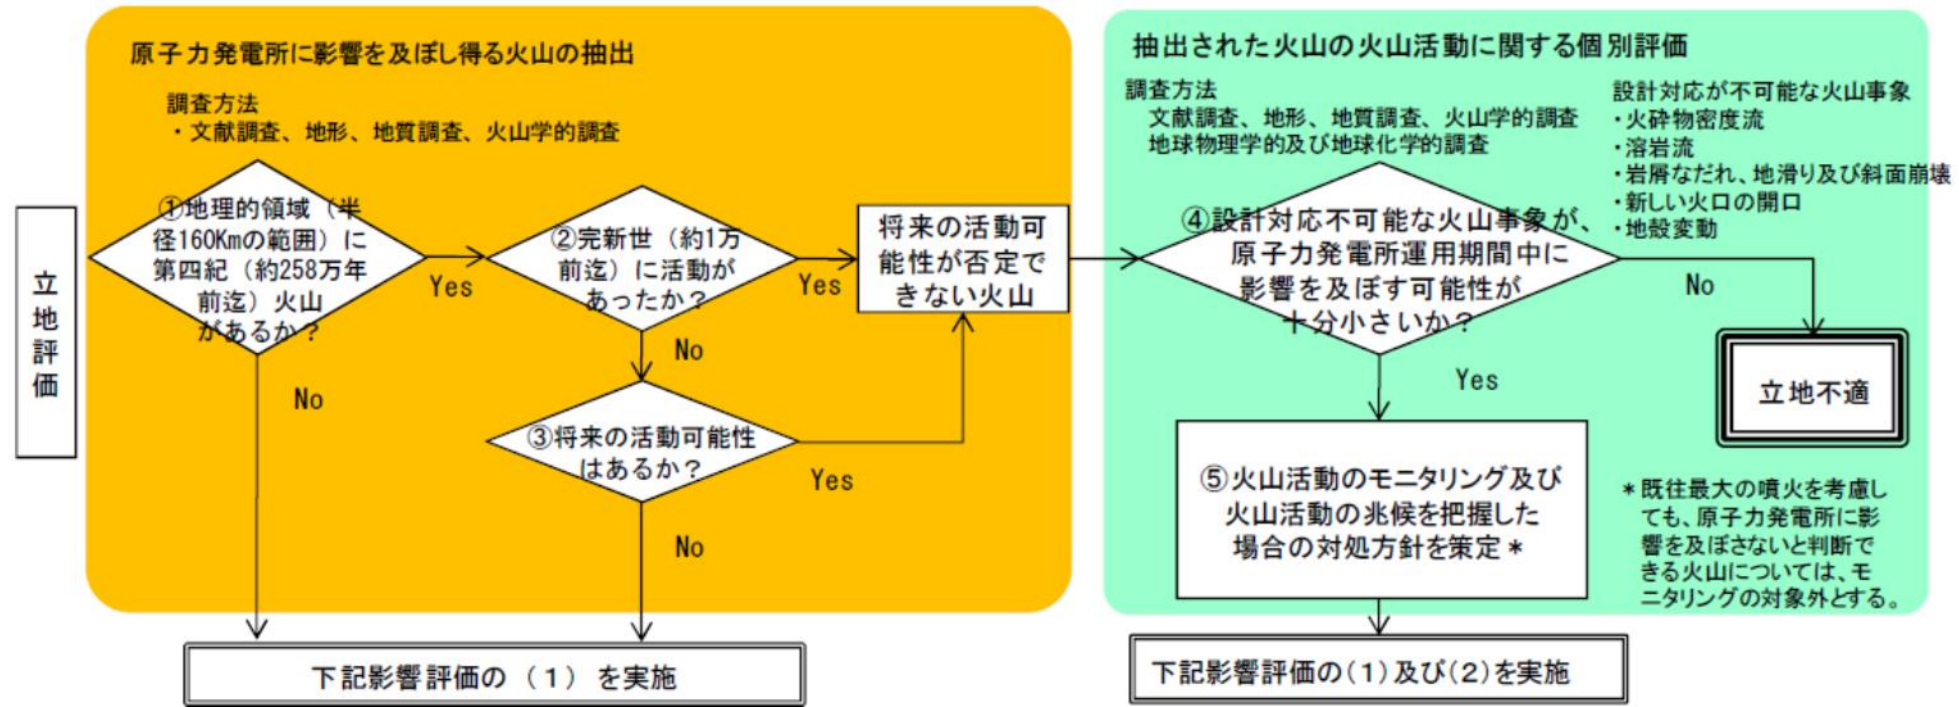 立地評価
原子力発電所に影響を及ぼし得る火山の抽出
調査方法
・文献調査、地形、地質調査、火山学的調査
①地理的領域（半
径160Kmの範囲）に
第四紀（約258万年
前迄）火山
があるか？
Yes
No
②完新世（約1万
前迄）に活動が
あったか？
Yes
No
③将来の活動可能性
はあるか？
Yes
No
将来の活動可
能性が否定で
きない火山
下記影響評価の（１）を実施
抽出された火山の火山活動に関する個別評価
調査方法
文献調査、地形、地質調査、火山学的調査
地球物理学的及び地球化学的調査
設計対応が不可能な火山事象
・火砕物密度流
・溶岩流
・岩屑なだれ、地滑り及び斜面崩壊
・新しい火口の開口
・地殻変動
④設計対応不可能な火山事象が、
原子力発電所運用期間中に
影響を及ぼす可能性が
十分小さいか？
No
Yes
立地不適
⑤火山活動のモニタリング及び
火山活動の兆候を把握した
場合の対処方針を策定＊
＊既往最大の噴火を考慮し
ても、原子力発電所に影
響を及ぼさないと判断で
きる火山については、モ
ニタリングの対象外とする。
下記影響評価の(１)及び(２)を実施